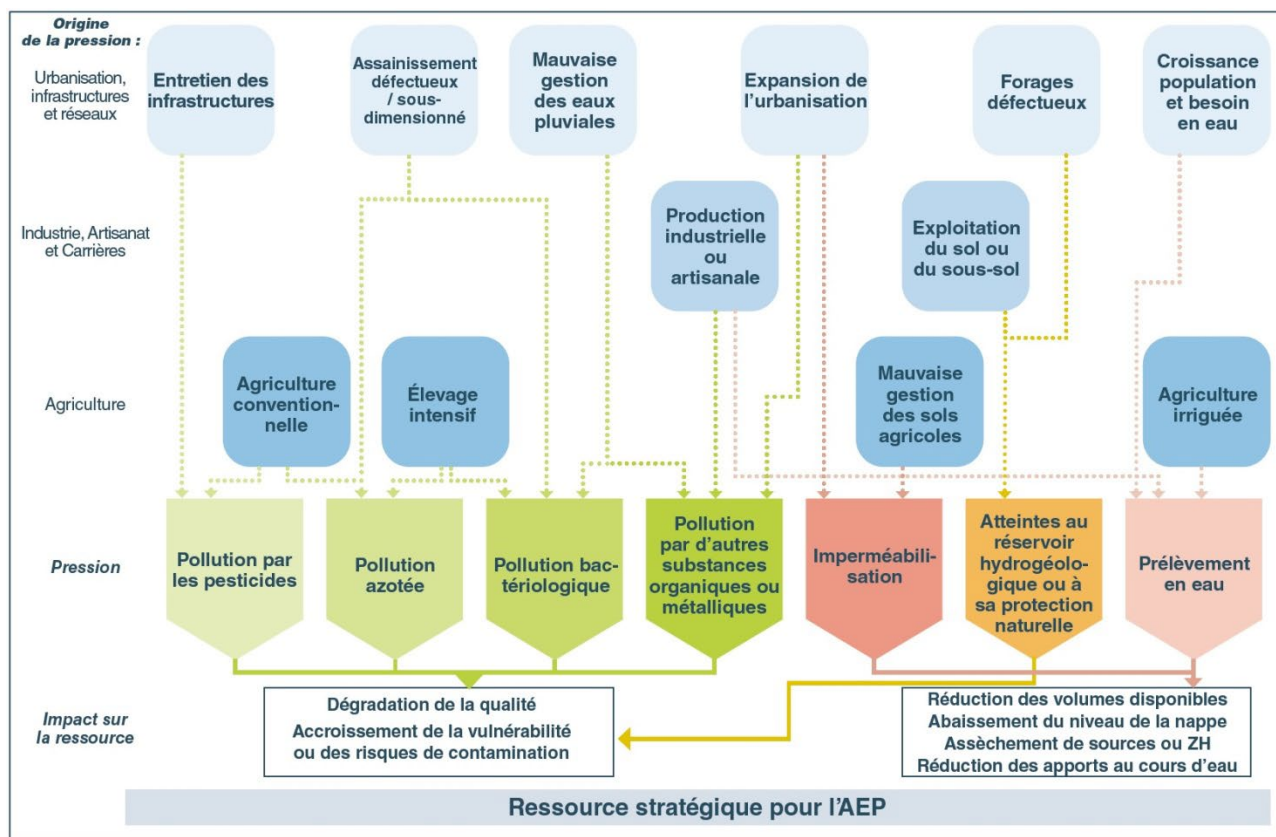 Origine
de la pression :
Urbanisation,
infrastructures
et réseaux
Entretien des
infrastructures
Assainissement
défectueux
/ sous-
dimensionné
Mauvaise
gestion
des eaux
pluviales
Expansion de
l'urbanisation
Forages
défectueux
Croissance
population
et besoin
en eau
Industrie, Artisanat
et Carrières
Production
industrielle
ou
artisanale
Exploitation
du sol ou
du sous-sol
Agriculture
Agriculture
convention-
nelle
Élevage
intensif
Mauvaise
gestion
des sols
agricoles
Agriculture
irriguée
Pression
Pollution par
les pesticides
Pollution
azotée
Pollution bac-
tériologique
Pollution
par d'autres
substances
organiques ou
métalliques
Imperméabili-
sation
Atteintes au
réservoir
hydrogéolo-
gique ou à
sa protection
naturelle
Prélèvement
en eau
Impact sur
la ressource
Dégradation de la qualité
Accroissement de la vulnérabilité
ou des risques de contamination
Réduction des volumes disponibles
Abaissement du niveau de la nappe
Assèchement de sources ou ZH
Réduction des apports au cours d'eau
Ressource stratégique pour l'AEP